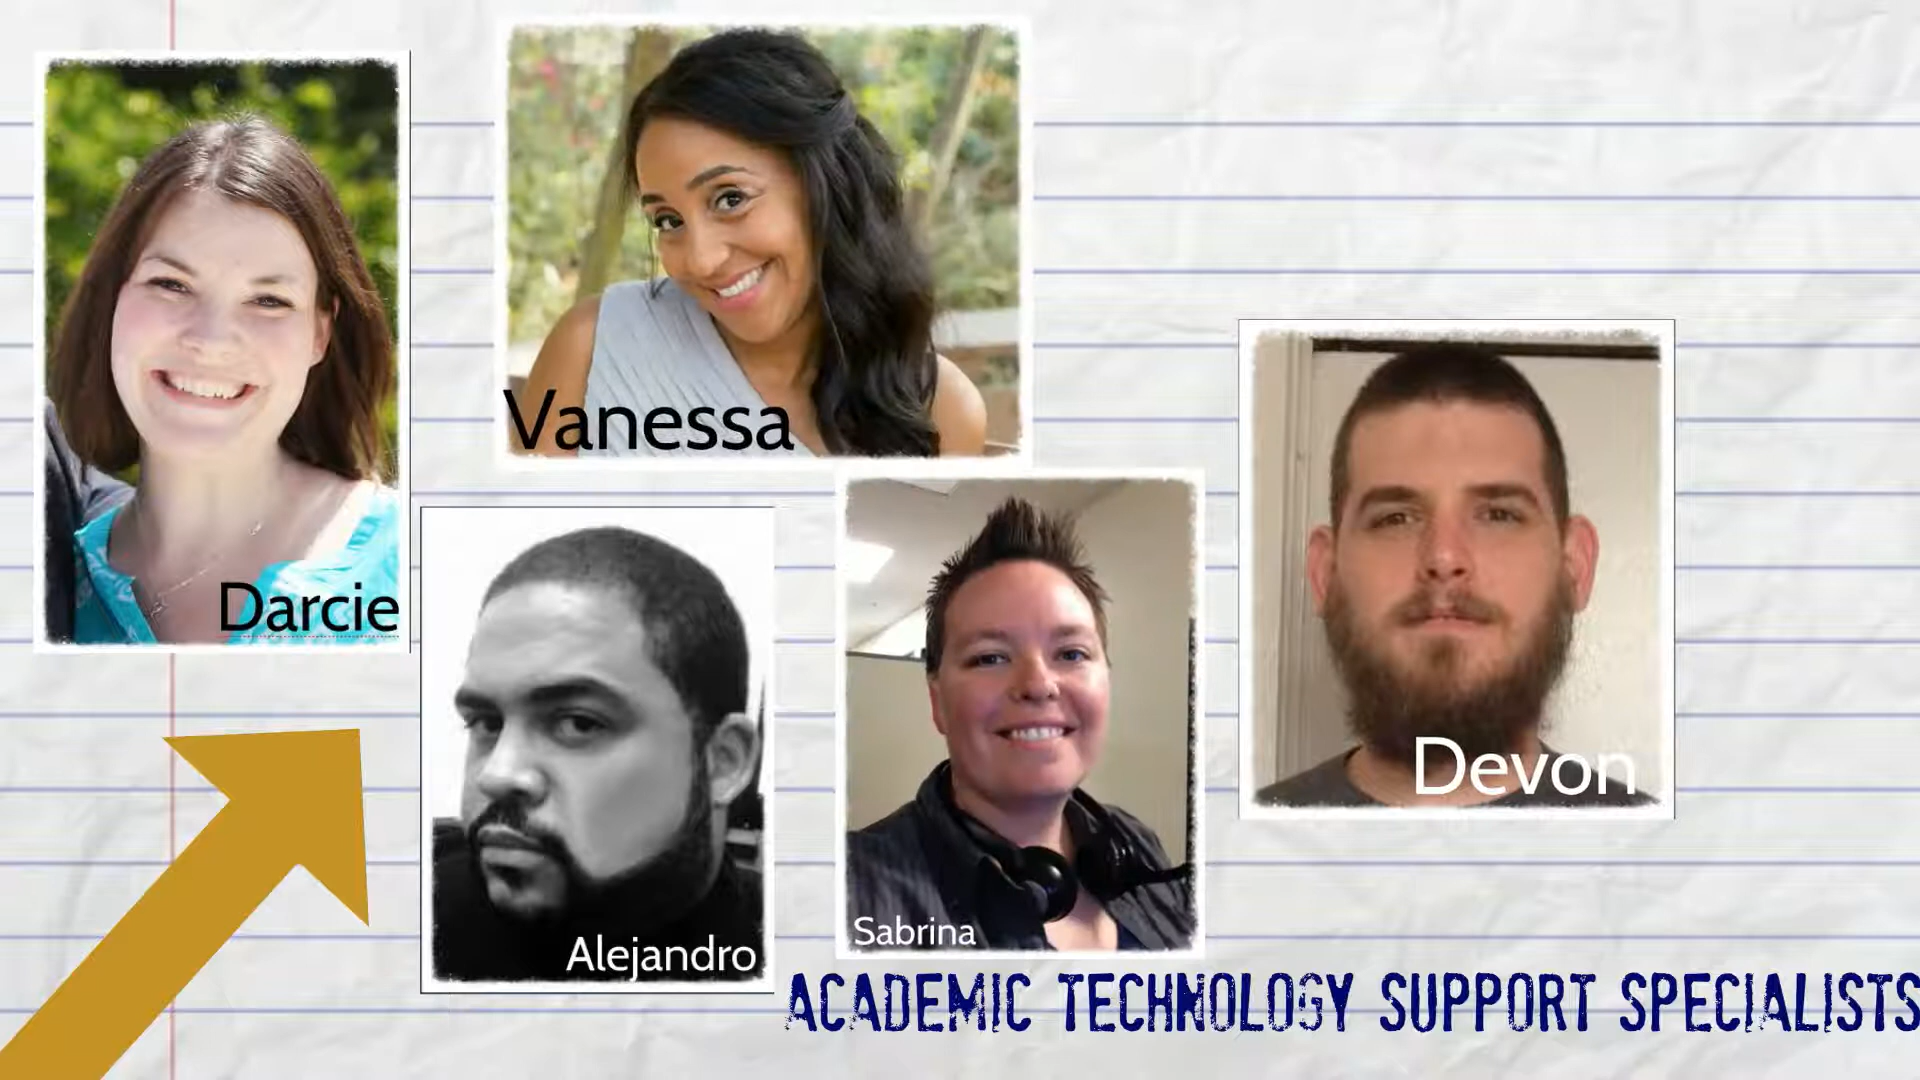 Vanessa
Darcie
Devon
Alejandro
Sabrina
ACADEMIC TECHNOLOGY SUPPORT SPECIALISTS